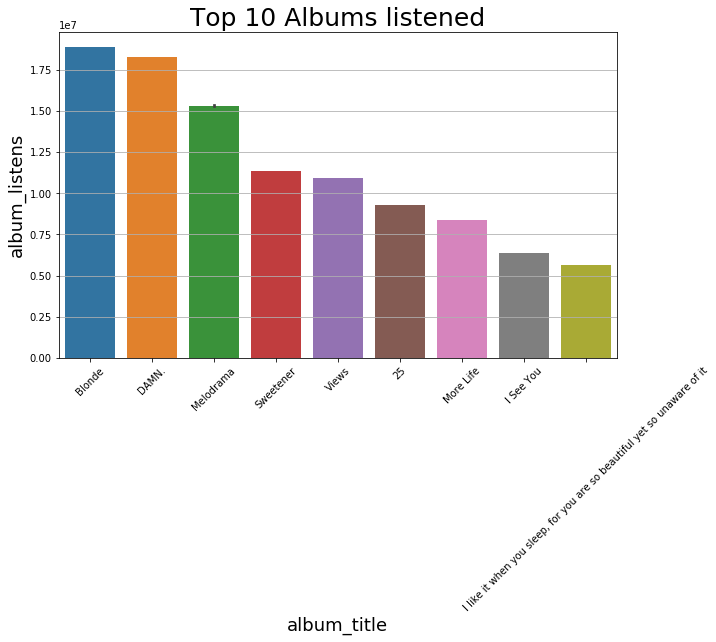 Top 10 Albums listened
1e7
1.75
1.50
1.25
1.00
0.75
0.50
0.25
0.00
album_listens
Blonde
DAMN.
Melodrama
Sweetener
Views
25
More Life
I See You
I like it when you sleep, for you are so beautiful yet so unaware of it
album_title